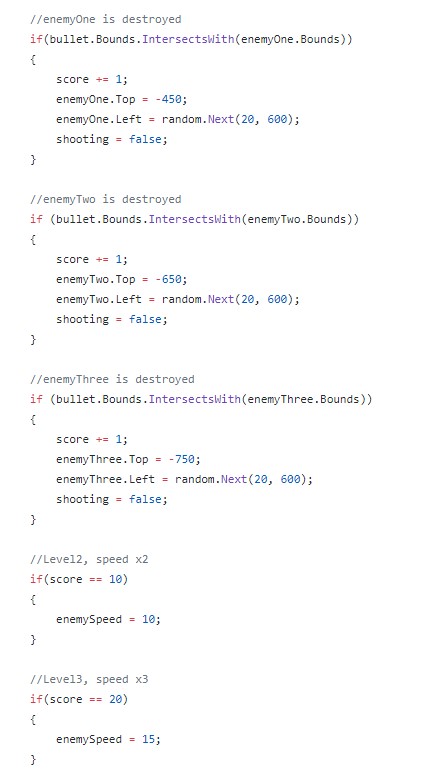 //enemyOne is destroyed
if(bullet.Bounds.IntersectsWith(enemyOne.Bounds))
{
    score += 1;
    enemyOne.Top = -450;
    enemyOne.Left = random.Next(20, 600);
    shooting = false;
}

//enemyTwo is destroyed
if (bullet.Bounds.IntersectsWith(enemyTwo.Bounds))
{
    score += 1;
    enemyTwo.Top = -650;
    enemyTwo.Left = random.Next(20, 600);
    shooting = false;
}

//enemyThree is destroyed
if (bullet.Bounds.IntersectsWith(enemyThree.Bounds))
{
    score += 1;
    enemyThree.Top = -750;
    enemyThree.Left = random.Next(20, 600);
    shooting = false;
}

//Level2, speed x2
if(score == 10)
{
    enemySpeed = 10;
}

//Level3, speed x3
if(score == 20)
{
    enemySpeed = 15;
}